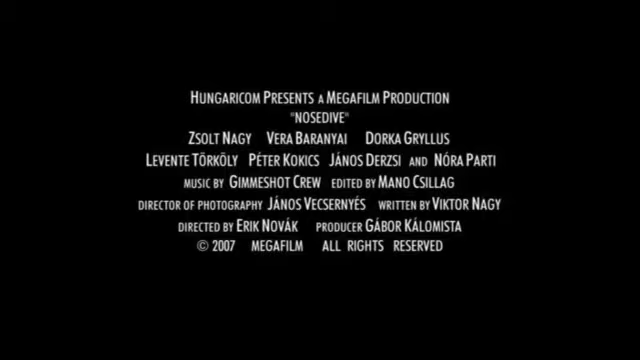 HUNGARICOM PRESENTS A MEGAFILM PRODUCTION
"NOSEDIVE"
ZSOLT NAGY VERA BARANYAI DORKA GRYLLUS
LEVENTE TÖRKÖLY PÉTER KOKICS JÁNOS DERZSI AND NÓRA PARTI
MUSIC BY GIMMESHOT CREW EDITED BY MANO CSILLAG
DIRECTOR OF PHOTOGRAPHY JÁNOS VECSERNYÉS WRITTEN BY VIKTOR NAGY
DIRECTED BY ERIK NOVÁK PRODUCER GÁBOR KÁLOMISTA
© 2007 MEGAFILM ALL RIGHTS RESERVED